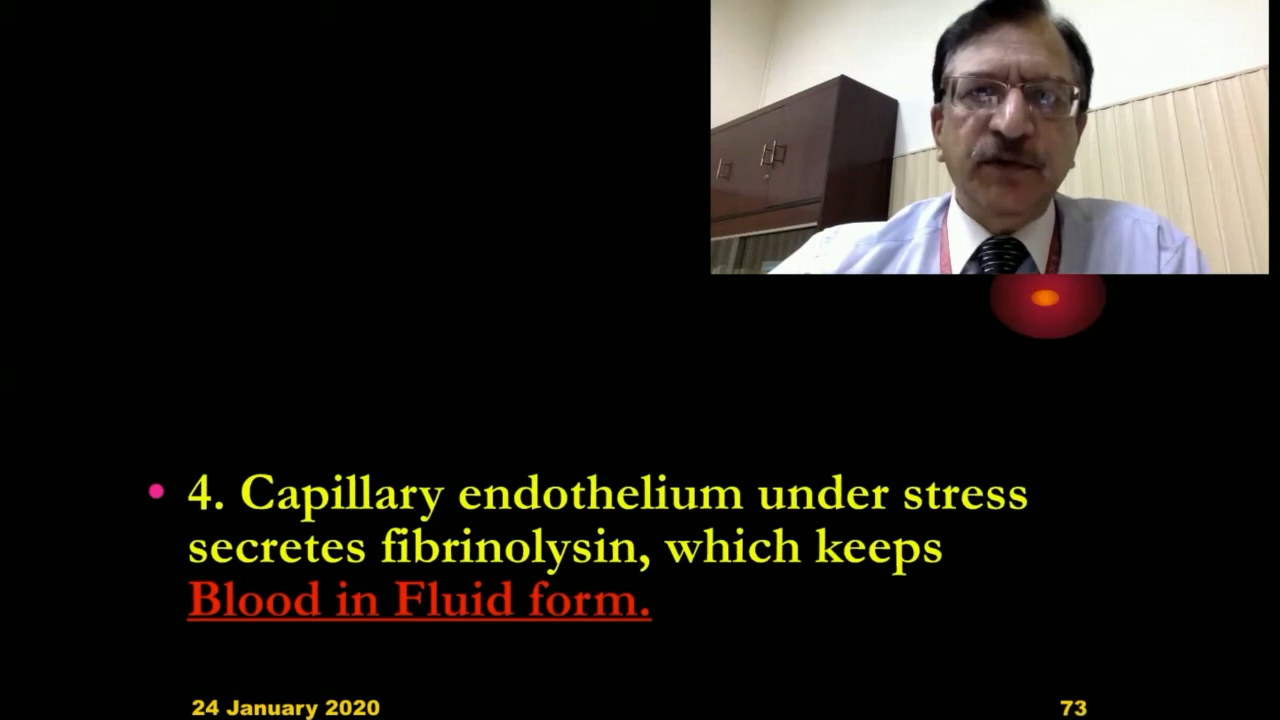 • 4. Capillary endothelium under stress
secretes fibrinolysin, which keeps
Blood in Fluid form.
24 January 2020
73